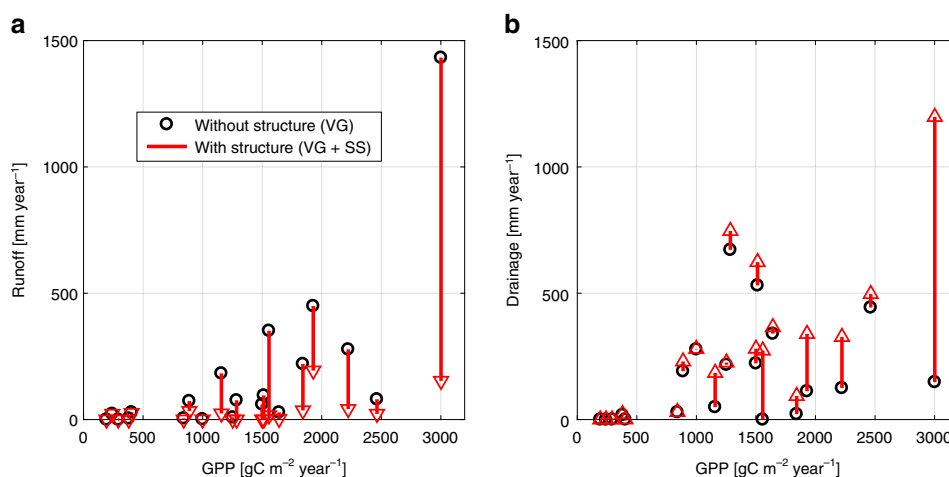 a
1500
1000
500
0
Runoff [mm year⁻¹]
Without structure (VG)
With structure (VG + SS)
0 500 1000 1500 2000 2500 3000
GPP [gC m⁻² year⁻¹]
b
1500
1000
500
0
Drainage [mm year⁻¹]
0 500 1000 1500 2000 2500 3000
GPP [gC m⁻² year⁻¹]